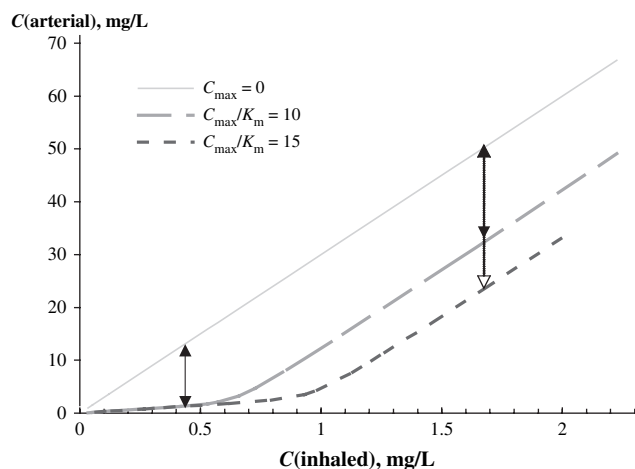 C(arterial), mg/L
70
60
50
40
30
20
10
0
C_max = 0
C_max/K_m = 10
C_max/K_m = 15
0
0.5
1
1.5
2
C(inhaled), mg/L